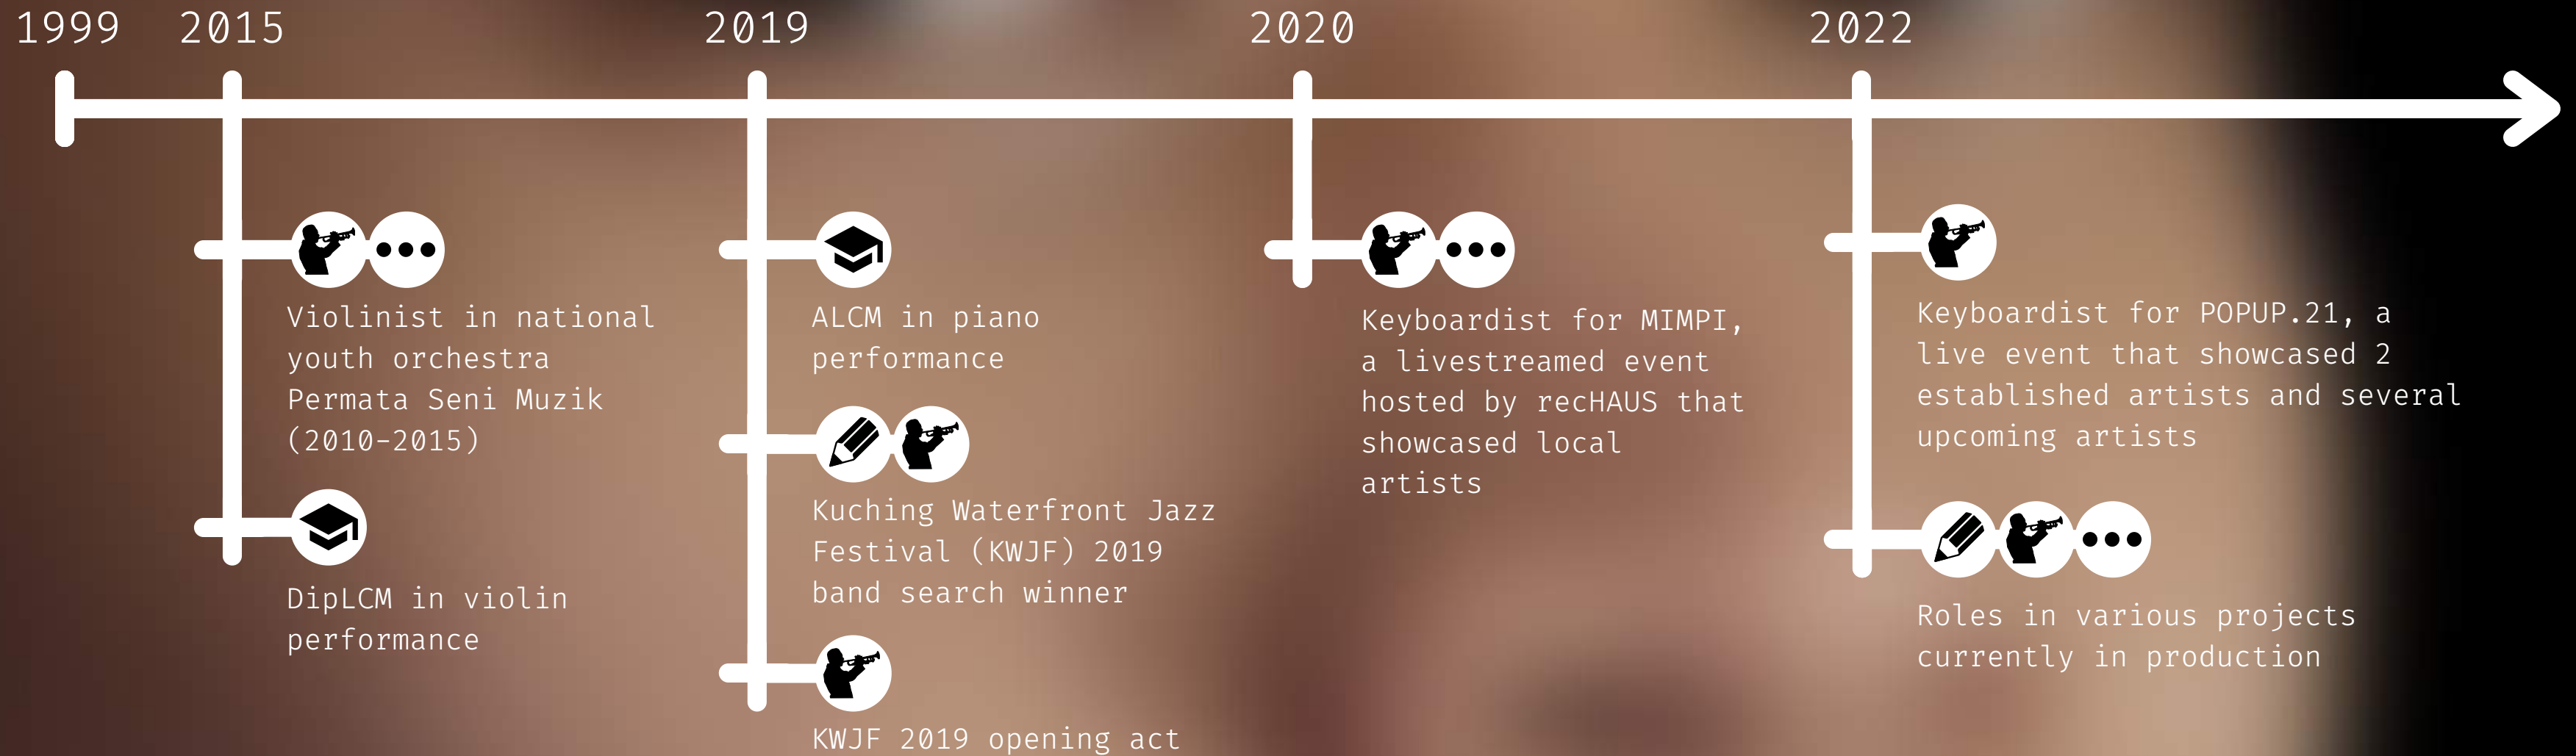 1999
2015
2019
2020
2022
Violinist in national
youth orchestra
Permata Seni Muzik
(2010-2015)
DipLCM in violin
performance
ALCM in piano
performance
Kuching Waterfront Jazz
Festival (KWJF) 2019
band search winner
KWJF 2019 opening act
Keyboardist for MIMPI,
a livestreamed event
hosted by recHAUS that
showcased local
artists
Keyboardist for POPUP.21, a
live event that showcased 2
established artists and several
upcoming artists
Roles in various projects
currently in production